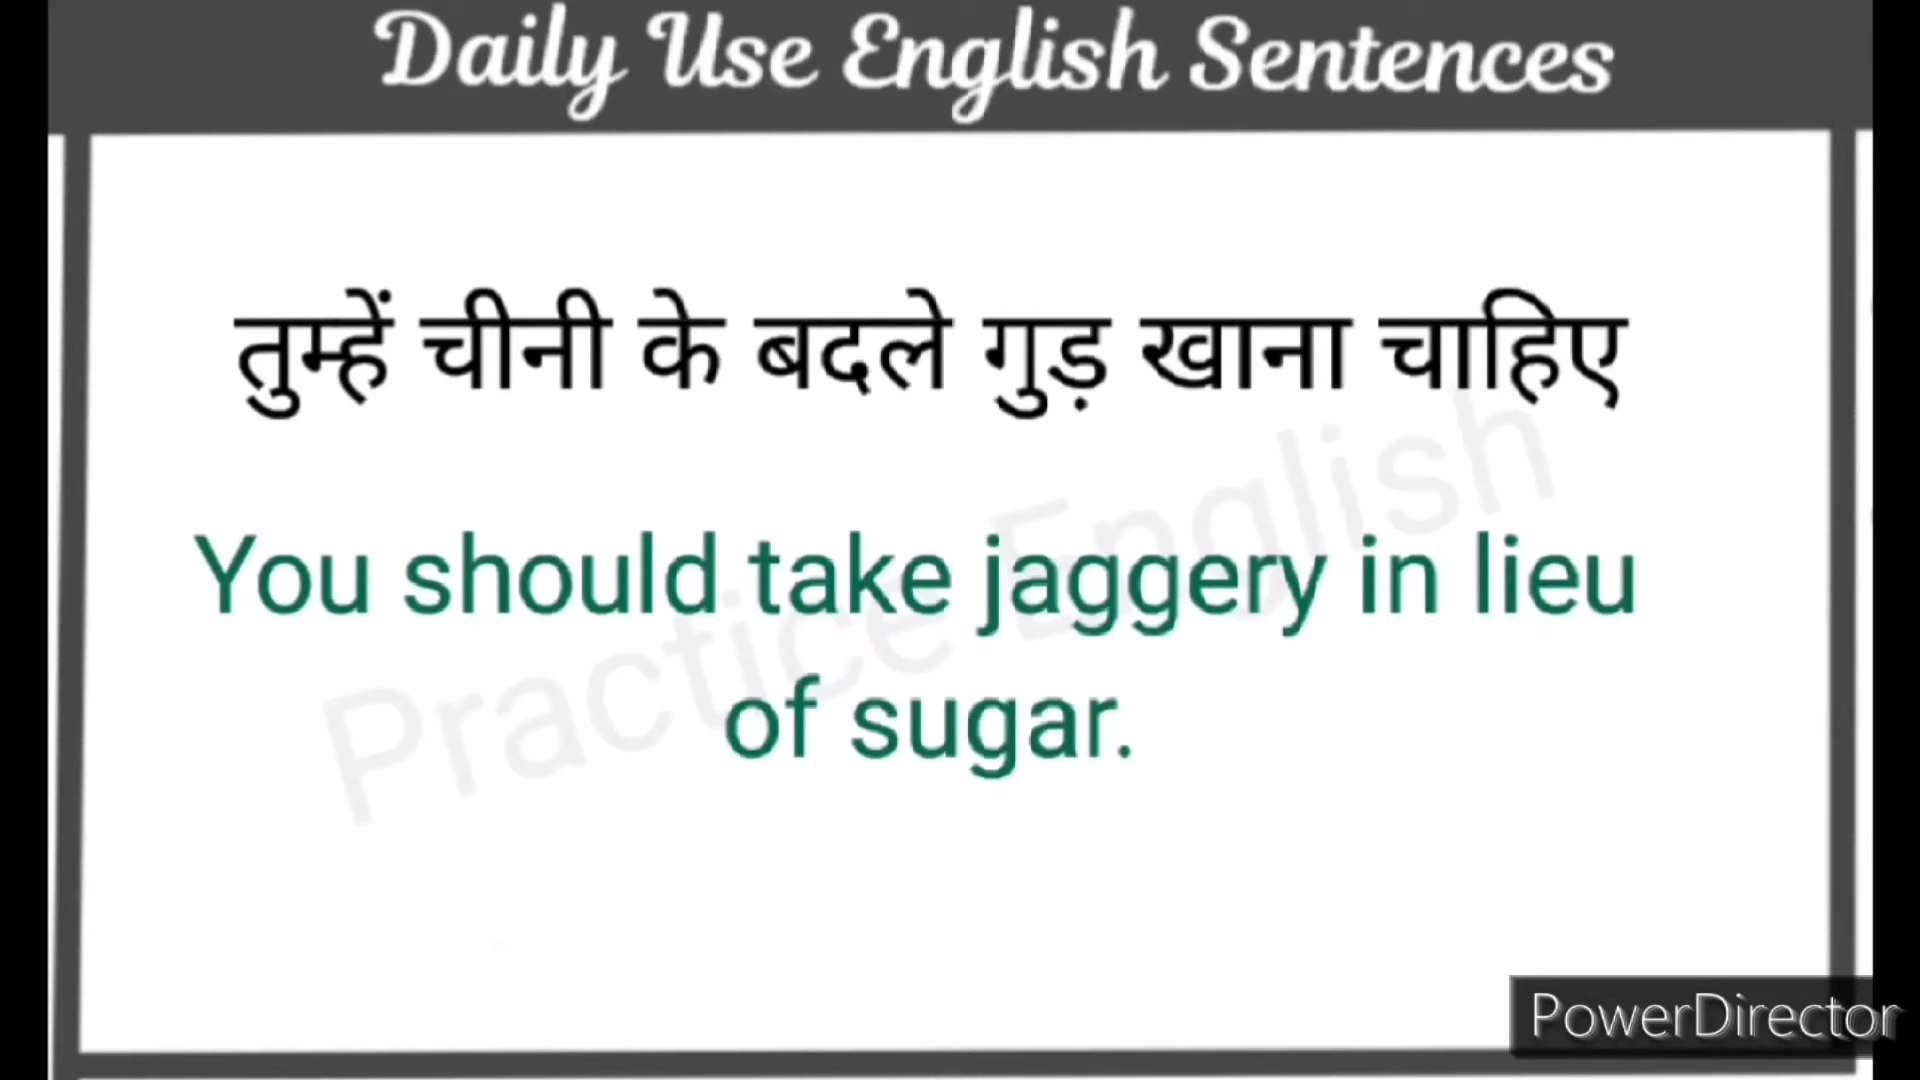 Daily Use English Sentences
तुम्हें चीनी के बदले गुड़ खाना चाहिए
You should take jaggery in lieu
of sugar.
Practice English
PowerDirector